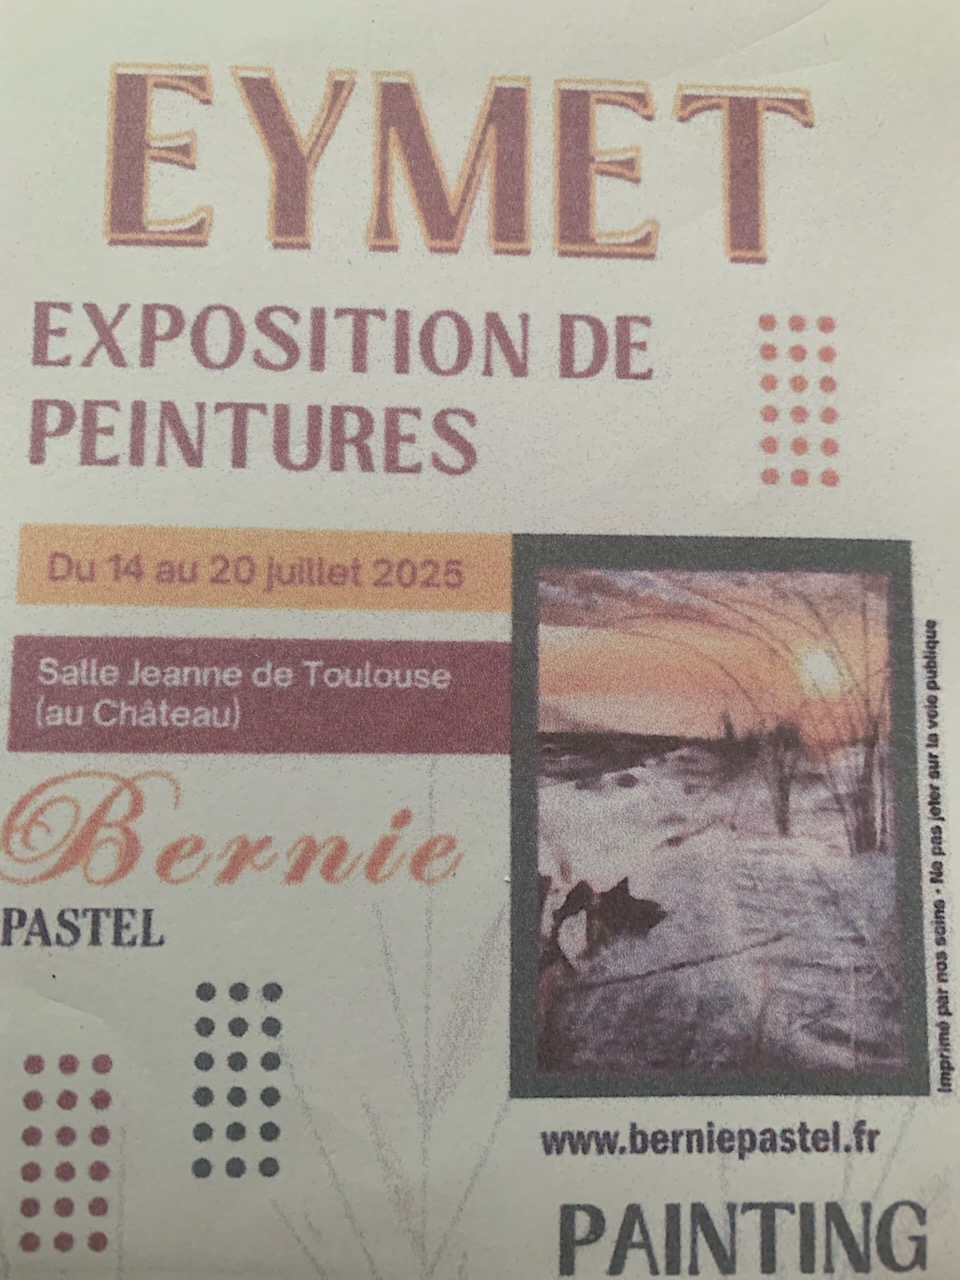 EYMET
EXPOSITION DE
PEINTURES
Du 14 au 20 juillet 2025
Salle Jeanne de Toulouse
(au Château)
Bernie
PASTEL
Imprimé par nos soins - Ne pas jeter sur la voie publique
www.berniepastel.fr
PAINTING